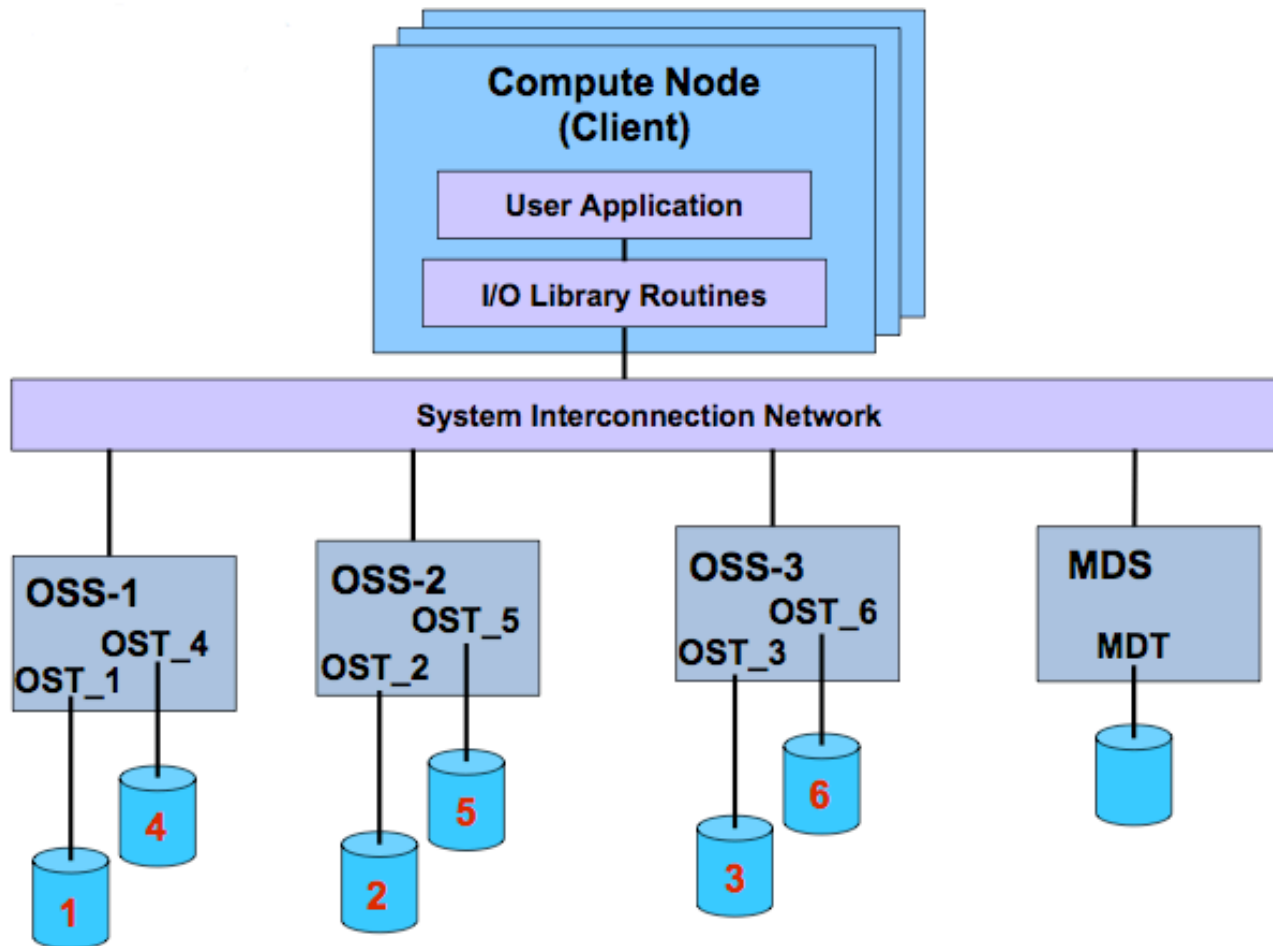 Compute Node
(Client)
User Application
I/O Library Routines
System Interconnection Network
OSS-1
OST_4
OST_1
OSS-2
OST_5
OST_2
OSS-3
OST_6
OST_3
MDS
MDT
1
4
2
5
3
6